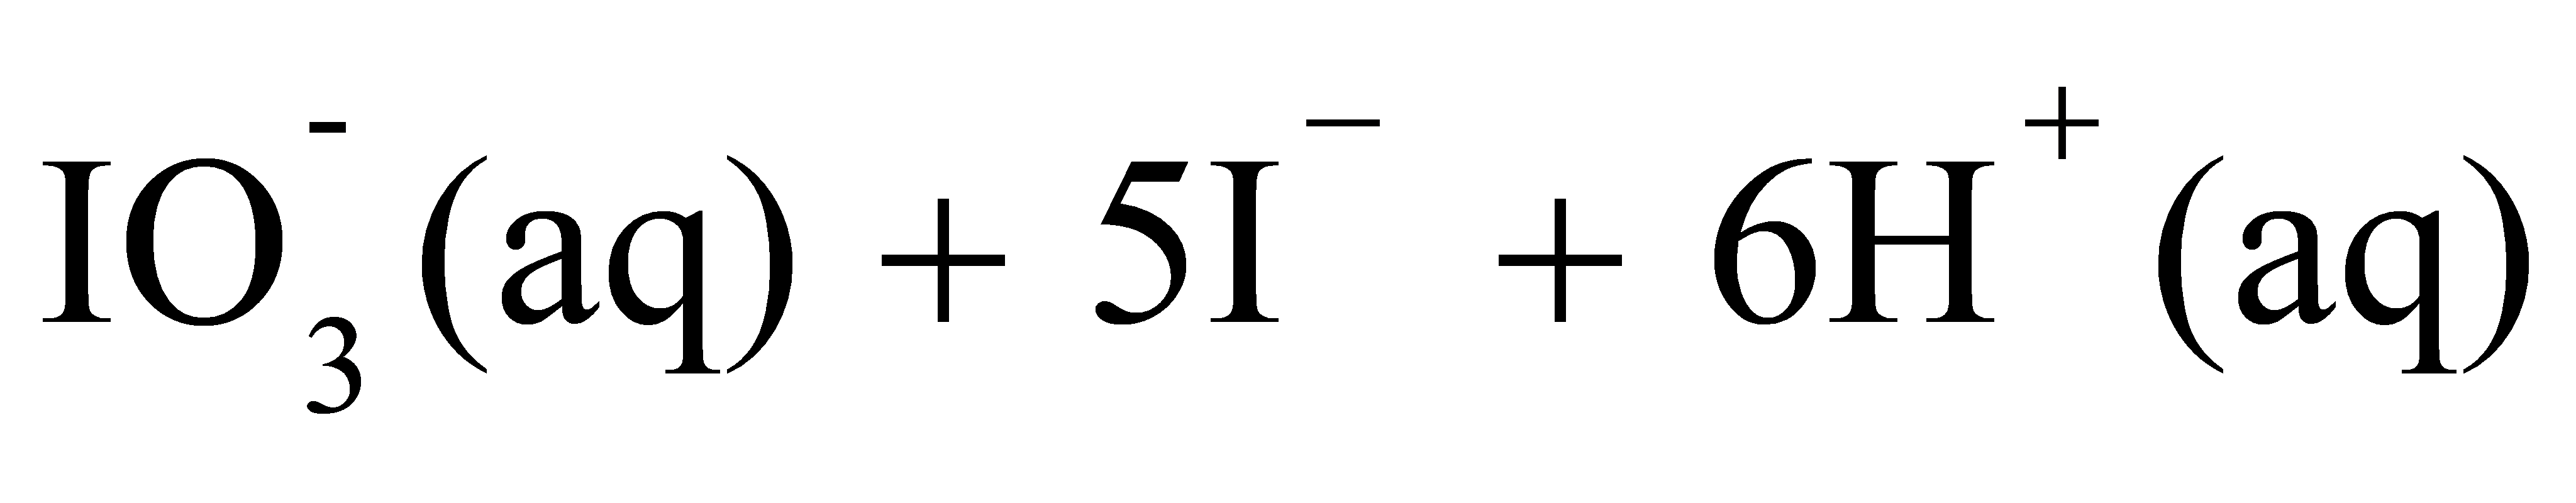 IO₃⁻(aq) + 5I⁻ + 6H⁺(aq)